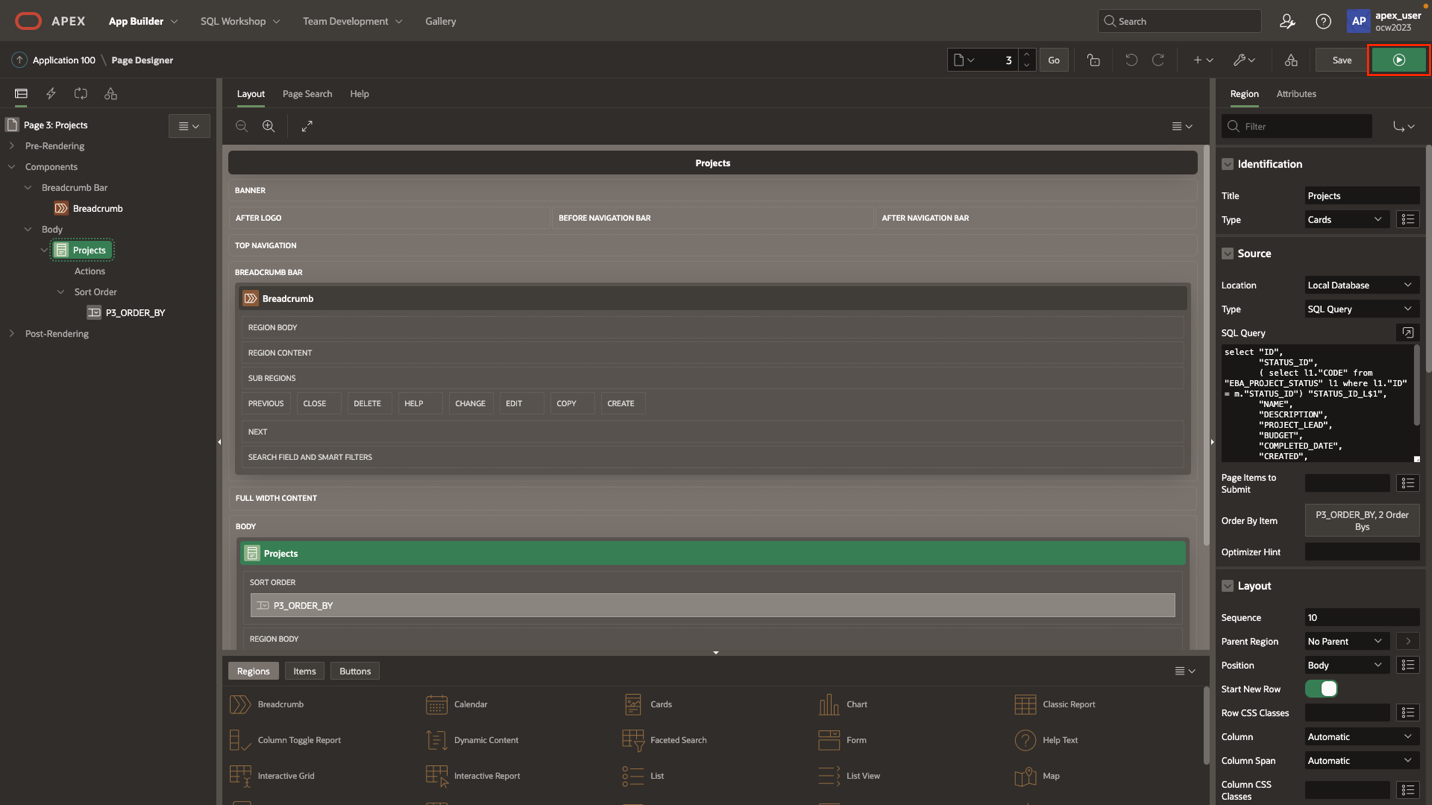 APEX
App Builder
SQL Workshop
Team Development
Gallery
Search
AP
apex_user
ocw2023
Application 100 \ Page Designer
3
Go
Save
Page 3: Projects
Pre-Rendering
Components
Breadcrumb Bar
Breadcrumb
Body
Projects
Actions
Sort Order
P3_ORDER_BY
Post-Rendering
Layout
Page Search
Help
Projects
BANNER
AFTER LOGO
BEFORE NAVIGATION BAR
AFTER NAVIGATION BAR
TOP NAVIGATION
BREADCRUMB BAR
Breadcrumb
REGION BODY
REGION CONTENT
SUB REGIONS
PREVIOUS
CLOSE
DELETE
HELP
CHANGE
EDIT
COPY
CREATE
NEXT
SEARCH FIELD AND SMART FILTERS
FULL WIDTH CONTENT
BODY
Projects
SORT ORDER
P3_ORDER_BY
REGION BODY
Regions
Items
Buttons
Breadcrumb
Calendar
Cards
Chart
Classic Report
Column Toggle Report
Dynamic Content
Faceted Search
Form
Help Text
Interactive Grid
Interactive Report
List
List View
Map
Region
Attributes
Filter
Identification
Title
Projects
Type
Cards
Source
Location
Local Database
Type
SQL Query
SQL Query
select "ID",
"STATUS_ID",
( select l1."CODE" from
"EBA_PROJECT_STATUS" l1 where l1."ID"
= m."STATUS_ID") "STATUS_ID_L$1",
"NAME",
"DESCRIPTION",
"PROJECT_LEAD",
"BUDGET",
"COMPLETED_DATE",
"CREATED",
Page Items to
Submit
Order By Item
P3_ORDER_BY, 2 Order
Bys
Optimizer Hint
Layout
Sequence
10
Parent Region
No Parent
Position
Body
Start New Row
Row CSS Classes
Column
Automatic
Column Span
Automatic
Column CSS
Classes